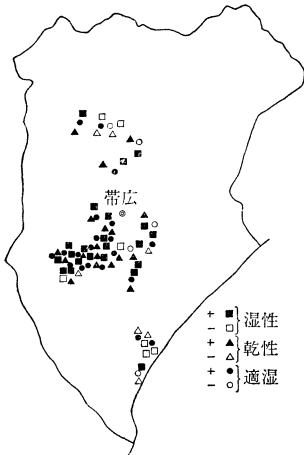 帯広
+ ■
- □ 湿性
+ ▲
- △ 乾性
+ ●
- ○ 適湿